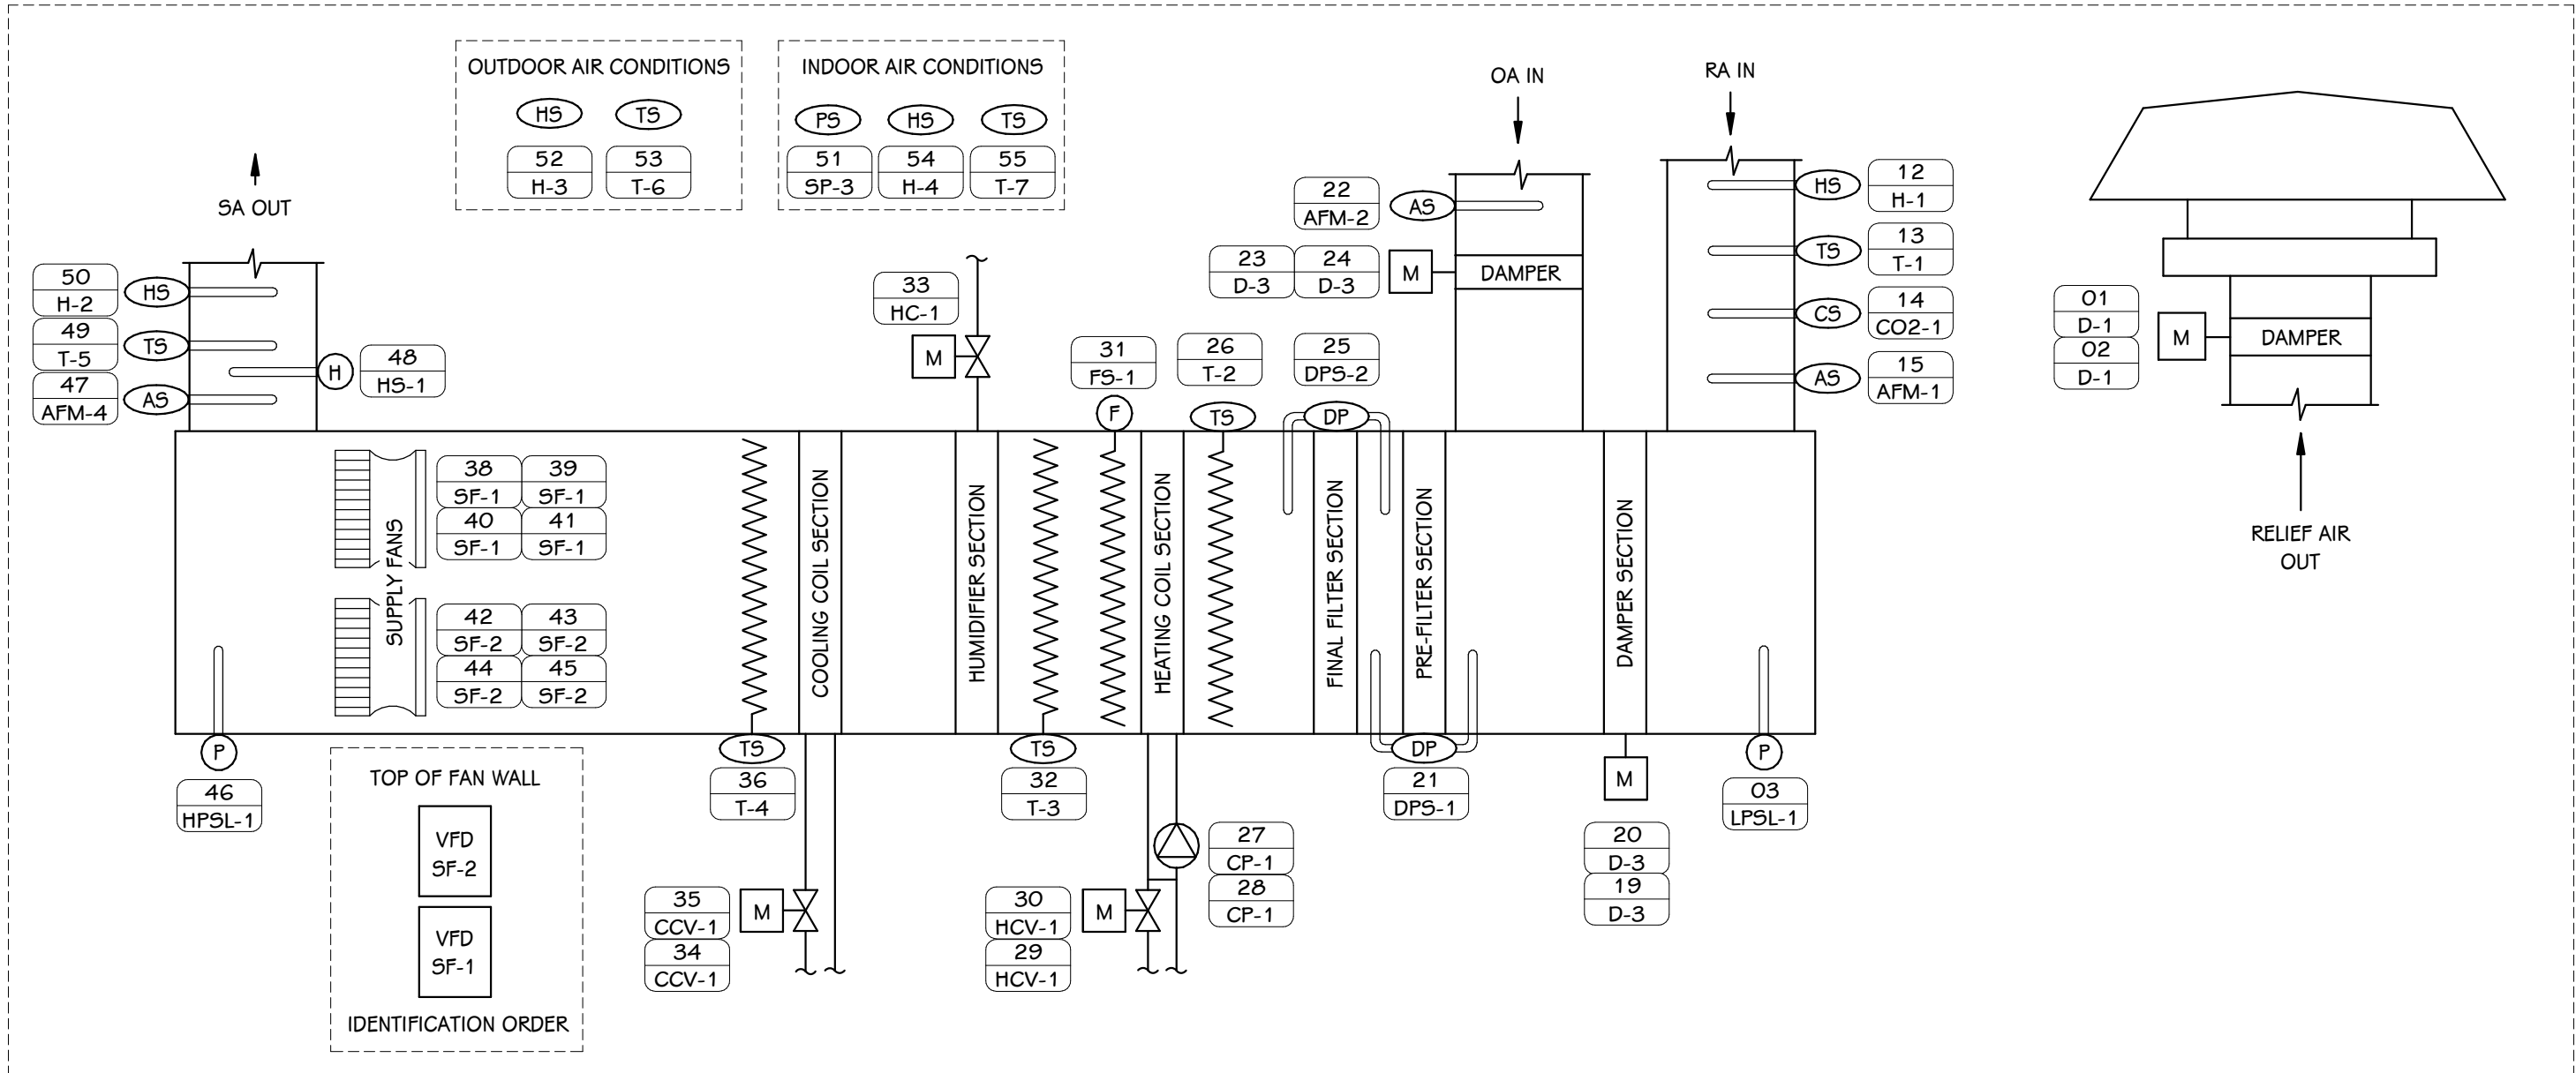 OUTDOOR AIR CONDITIONS
HS TS
52 53
H-3 T-6
INDOOR AIR CONDITIONS
PS HS TS
51 54 55
SP-3 H-4 T-7
OA IN
RA IN
SA OUT
50
H-2
HS
49
T-5
TS
47
AFM-4
AS
H
48
HS-1
33
HC-1
M
31
FS-1
F
26
T-2
TS
25
DPS-2
DP
22
AFM-2
AS
23 24
D-3 D-3
M
DAMPER
HS
12
H-1
TS
13
T-1
CS
14
CO2-1
AS
15
AFM-1
01
D-1
02
D-1
M
DAMPER
RELIEF AIR
OUT
SUPPLY FANS
38 39
SF-1 SF-1
40 41
SF-1 SF-1
42 43
SF-2 SF-2
44 45
SF-2 SF-2
COOLING COIL SECTION
HUMIDIFIER SECTION
HEATING COIL SECTION
FINAL FILTER SECTION
PRE-FILTER SECTION
DAMPER SECTION
P
46
HPSL-1
TS
36
T-4
TS
32
T-3
DP
21
DPS-1
M
20
D-3
19
D-3
P
03
LPSL-1
27
CP-1
28
CP-1
35
CCV-1
34
CCV-1
M
30
HCV-1
29
HCV-1
M
TOP OF FAN WALL
VFD
SF-2
VFD
SF-1
IDENTIFICATION ORDER